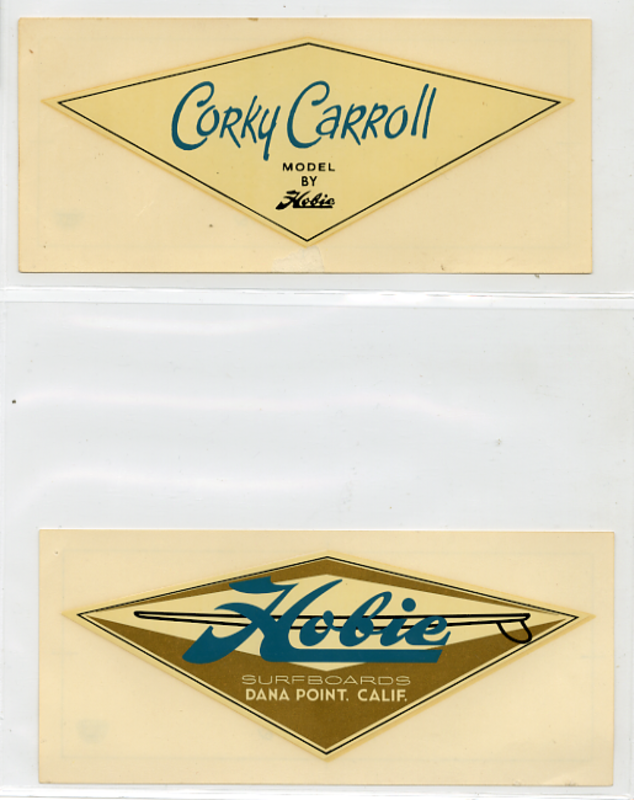 Corky Carroll
MODEL
BY
Hobie
Hobie
SURFBOARDS
DANA POINT. CALIF.